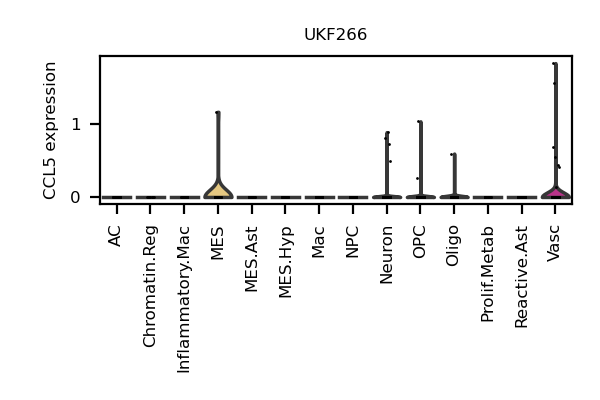 UKF266
CCL5 expression
1
0
AC
Chromatin.Reg
Inflammatory.Mac
MES
MES.Ast
MES.Hyp
Mac
NPC
Neuron
OPC
Oligo
Prolif.Metab
Reactive.Ast
Vasc